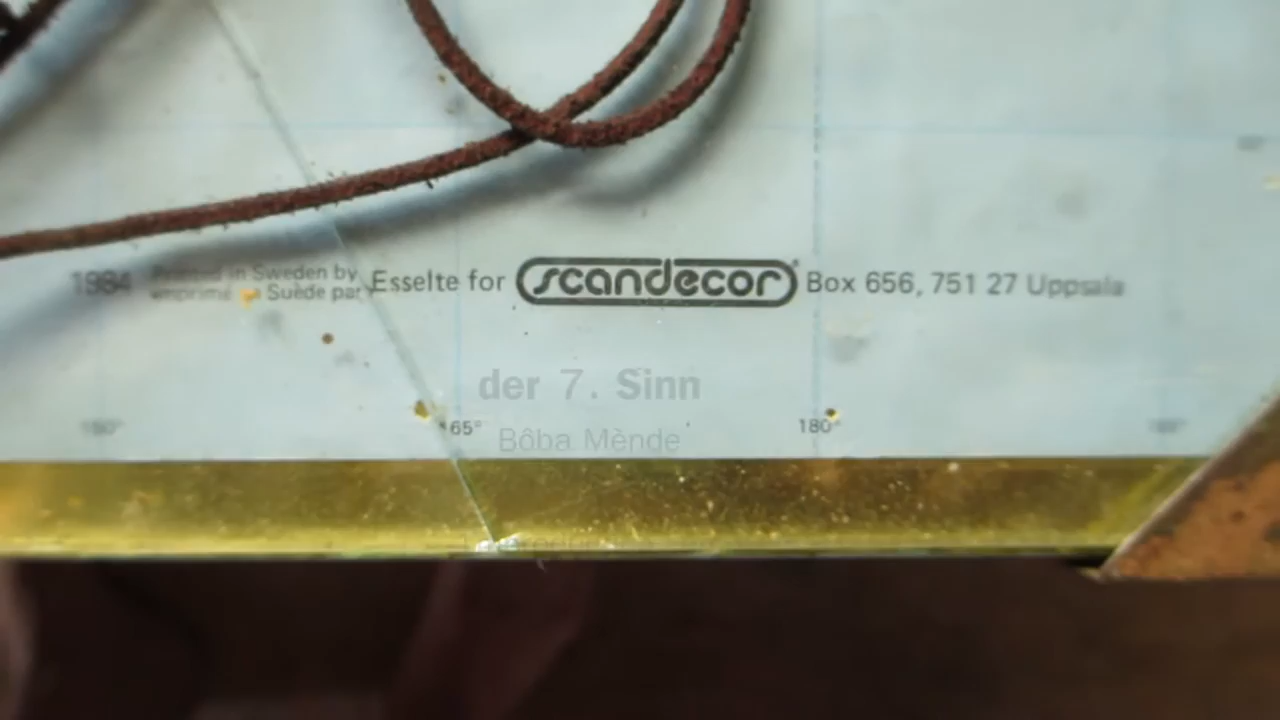 1984 Printed in Sweden by Esselte for scandecor® Box 656, 751 27 Uppsala
imprimé en Suède par
der 7. Sinn
165° Bôba Mènde 180°